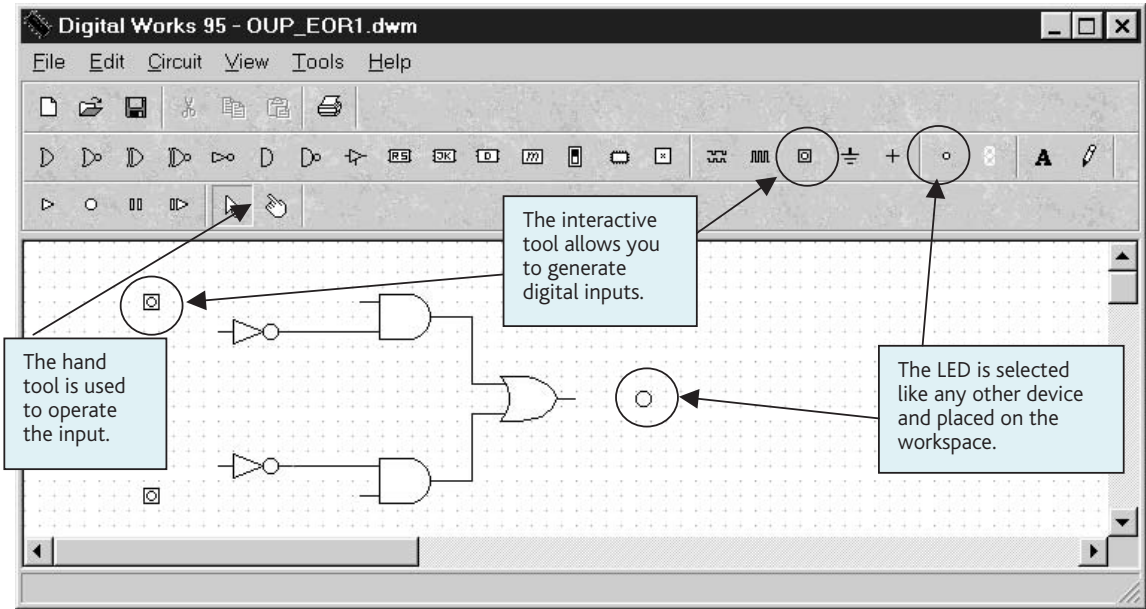 Digital Works 95 - OUP_EOR1.dwm
File Edit Circuit View Tools Help
RS JK D m A
The interactive
tool allows you
to generate
digital inputs.
The hand
tool is used
to operate
the input.
The LED is selected
like any other device
and placed on the
workspace.